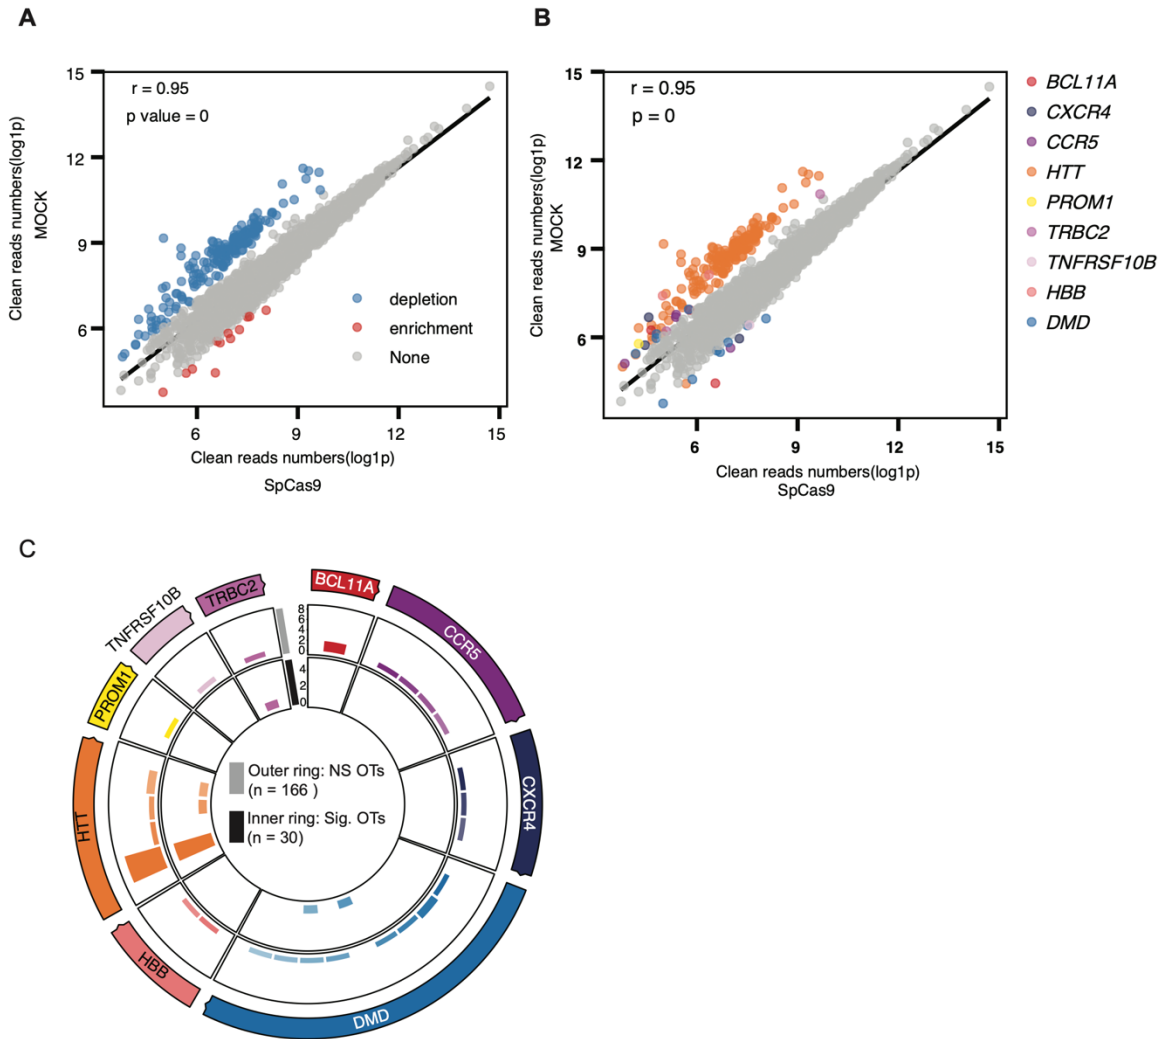 A
r = 0.95
p value = 0
15
12
9
6
Clean reads numbers(log1p)
MOCK
depletion
enrichment
None
6
9
12
15
Clean reads numbers(log1p)
SpCas9
B
r = 0.95
p = 0
15
12
9
6
Clean reads numbers(log1p)
MOCK
6
9
12
15
Clean reads numbers(log1p)
SpCas9
BCL11A
CXCR4
CCR5
HTT
PROM1
TRBC2
TNFRSF10B
HBB
DMD
C
BCL11A
CCR5
CXCR4
DMD
HBB
HTT
PROM1
TNFRSF10B
TRBC2
8
6
4
2
0
4
2
0
Outer ring: NS OTs
(n = 166 )
Inner ring: Sig. OTs
(n = 30)